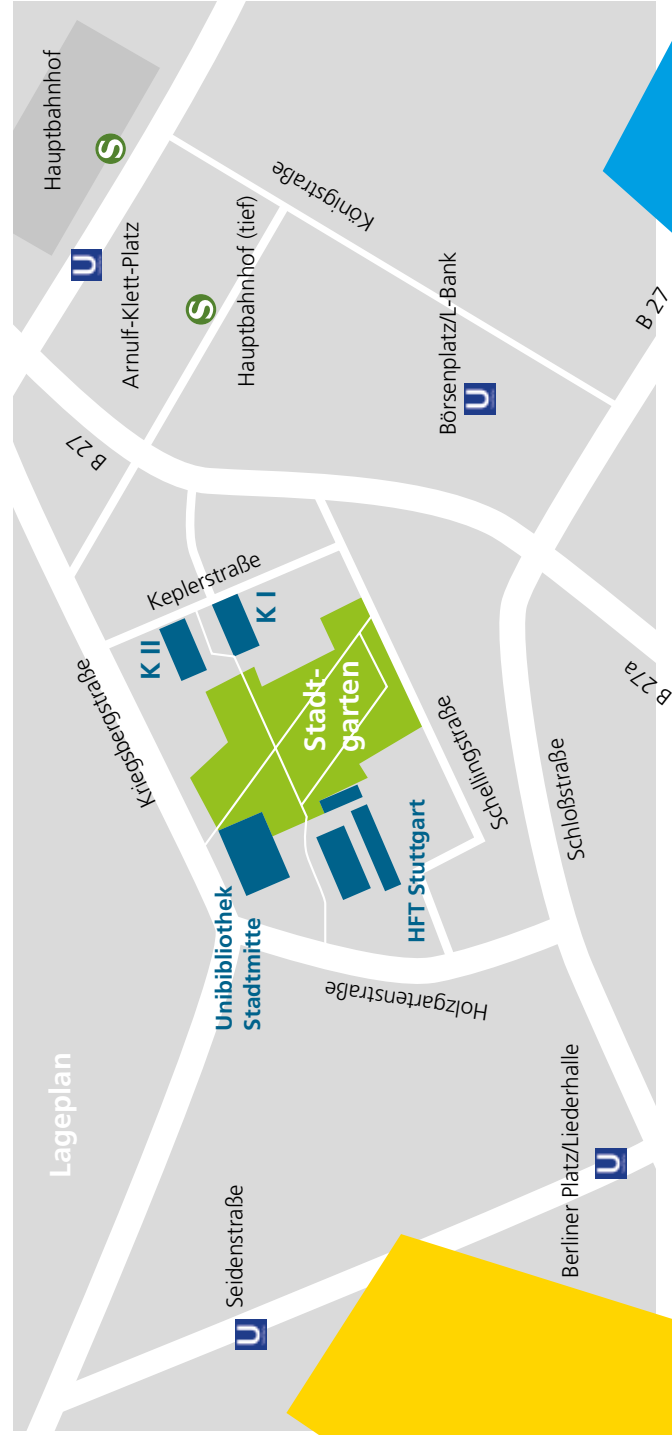 Lageplan
Seidenstraße
U
Berliner Platz/Liederhalle
U
Unibibliothek
Stadtmitte
Holzgartenstraße
HFT Stuttgart
Kriegsbergstraße
Schellingstraße
Schloßstraße
Stadt-
garten
K II
K I
Keplerstraße
B 27
B 27a
B 27
Börsenplatz/L-Bank
U
Königstraße
Arnulf-Klett-Platz
U
Hauptbahnhof (tief)
S
Hauptbahnhof
S